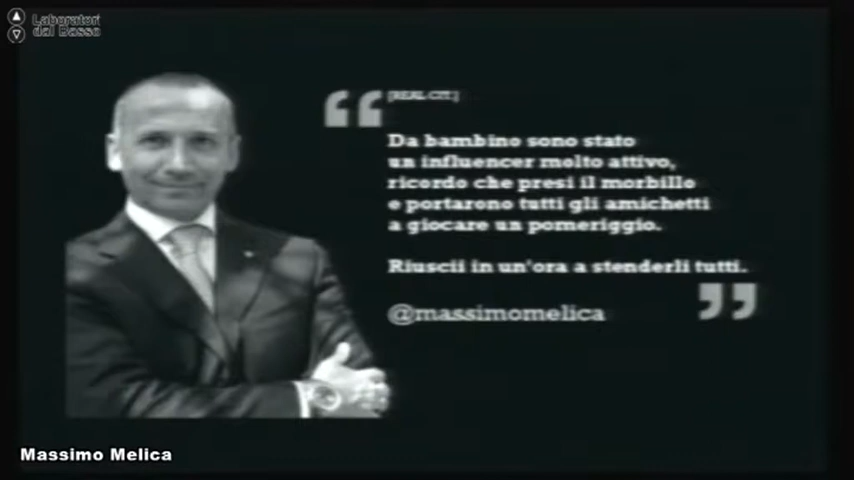 Laboratori
dal Basso
[REAL CIT.]
Da bambino sono stato
un influencer molto attivo,
ricordo che presi il morbillo
e portarono tutti gli amichetti
a giocare un pomeriggio.
Riuscii in un'ora a stenderli tutti.
@massimomelica
Massimo Melica